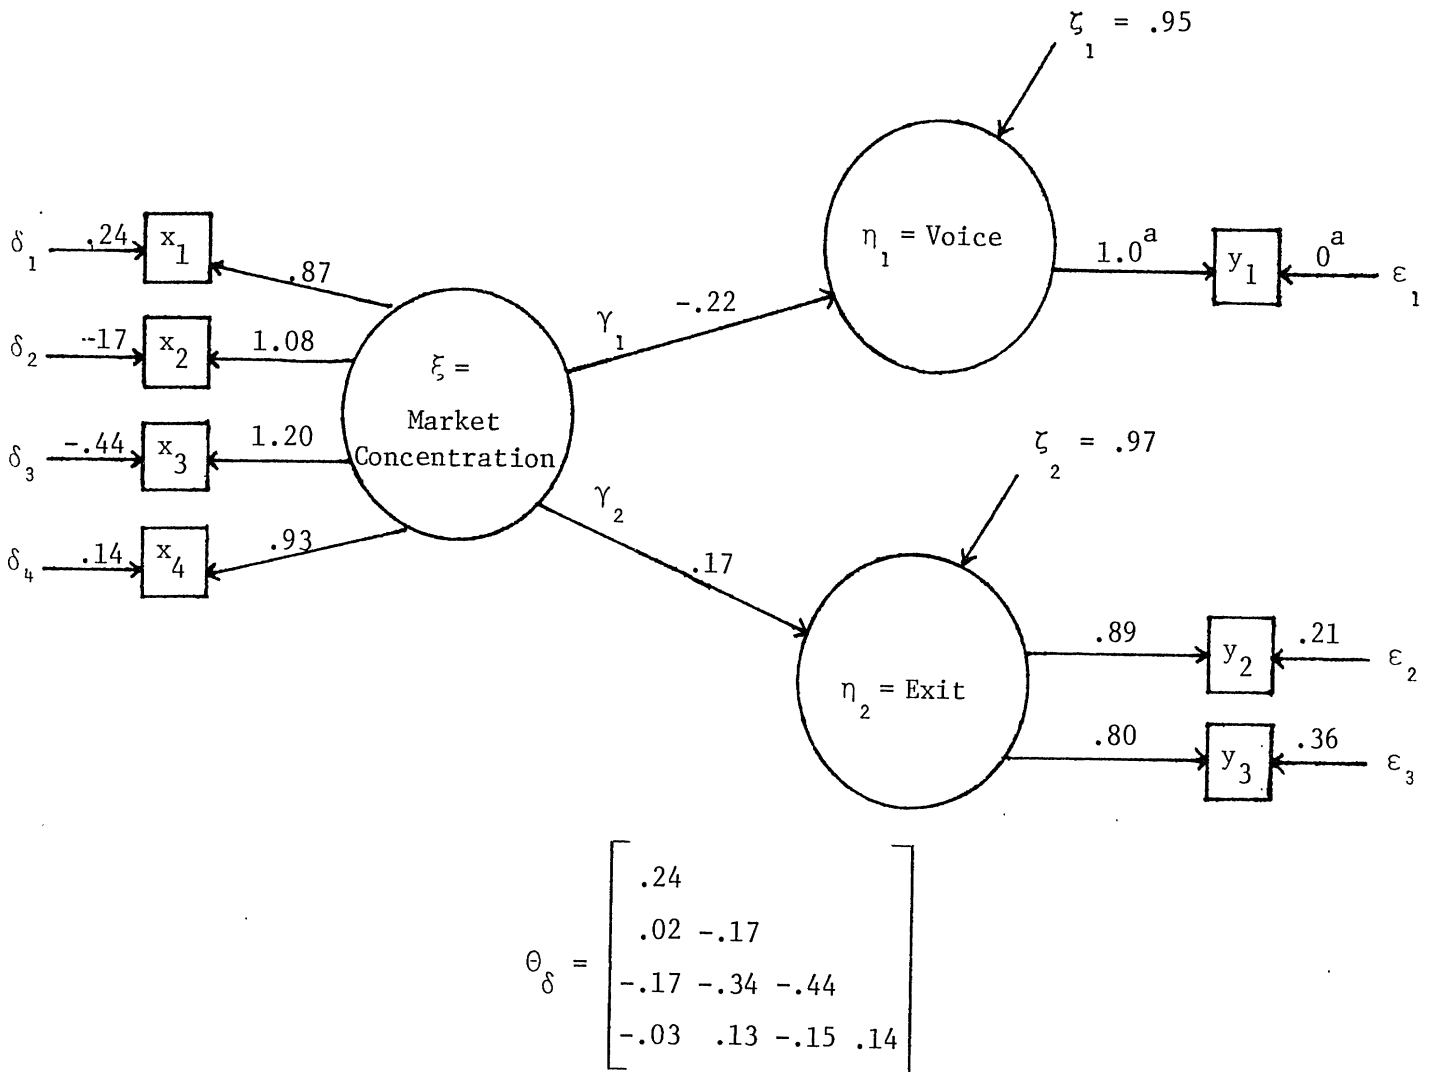 ζ₁ = .95
η₁ = Voice
1.0ᵃ
y₁
0ᵃ
ε₁
δ₁ .24 x₁ .87
δ₂ -.17 x₂ 1.08
δ₃ -.44 x₃ 1.20
δ₄ .14 x₄ .93
ξ =
Market
Concentration
γ₁ -.22
γ₂ .17
ζ₂ = .97
η₂ = Exit
.89 y₂ .21 ε₂
.80 y₃ .36 ε₃
Θδ =
.24
.02 -.17
-.17 -.34 -.44
-.03 .13 -.15 .14